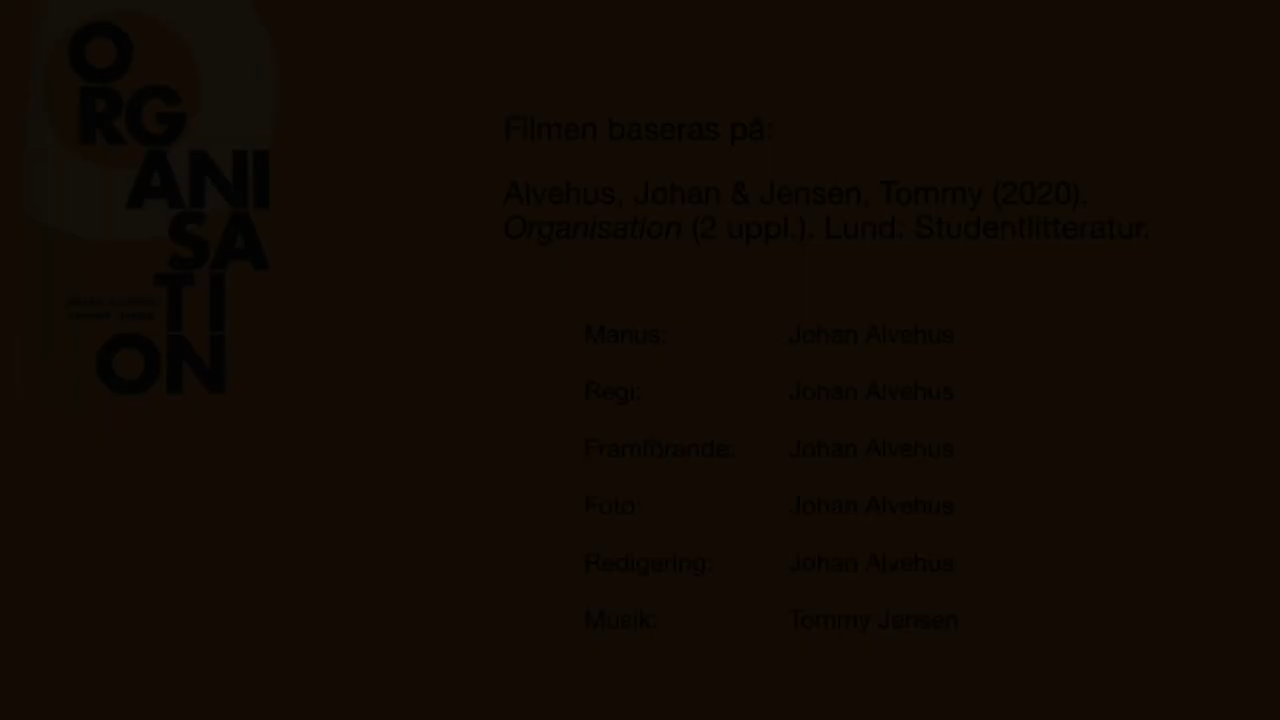 O
RG
ANI
SA
TI
ON
Filmen baseras på:
Alvehus, Johan & Jensen, Tommy (2020).
Organisation (2 uppl.). Lund: Studentlitteratur.
Manus: Johan Alvehus
Regi: Johan Alvehus
Framförande: Johan Alvehus
Foto: Johan Alvehus
Redigering: Johan Alvehus
Musik: Tommy Jensen